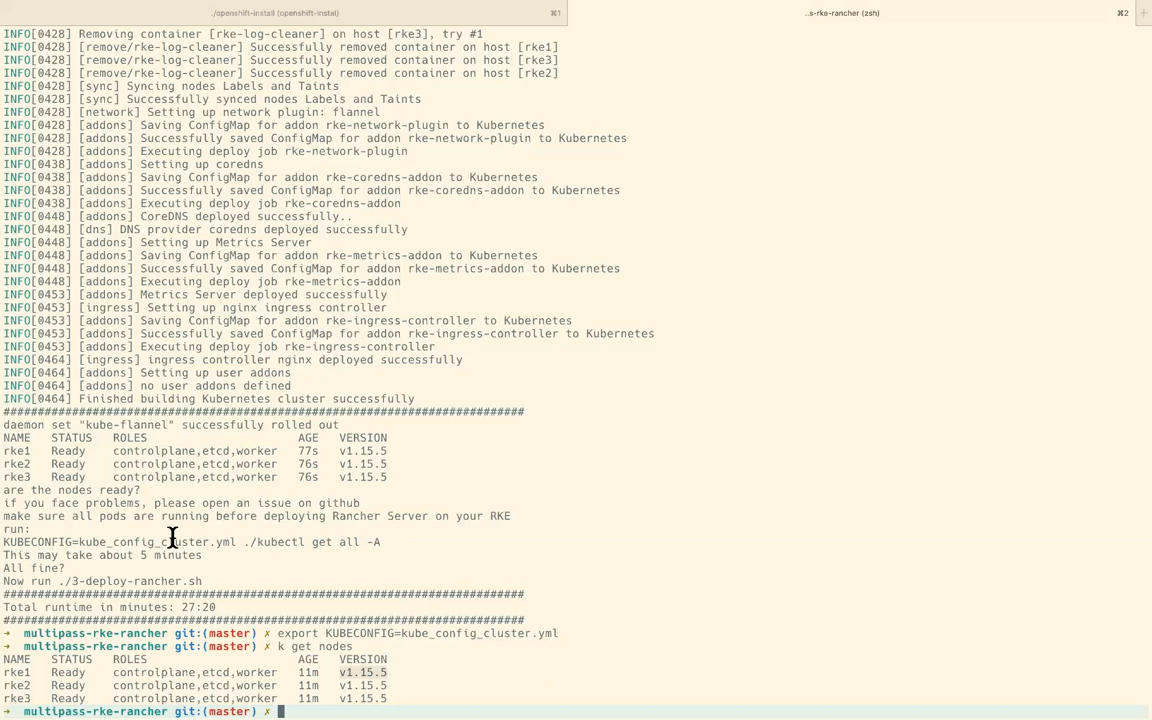 ./openshift-install (openshift-instal)
⌘1
..s-rke-rancher (zsh)
⌘2
+
INFO[0428] Removing container [rke-log-cleaner] on host [rke3], try #1
INFO[0428] [remove/rke-log-cleaner] Successfully removed container on host [rke1]
INFO[0428] [remove/rke-log-cleaner] Successfully removed container on host [rke3]
INFO[0428] [remove/rke-log-cleaner] Successfully removed container on host [rke2]
INFO[0428] [sync] Syncing nodes Labels and Taints
INFO[0428] [sync] Successfully synced nodes Labels and Taints
INFO[0428] [network] Setting up network plugin: flannel
INFO[0428] [addons] Saving ConfigMap for addon rke-network-plugin to Kubernetes
INFO[0428] [addons] Successfully saved ConfigMap for addon rke-network-plugin to Kubernetes
INFO[0428] [addons] Executing deploy job rke-network-plugin
INFO[0438] [addons] Setting up coredns
INFO[0438] [addons] Saving ConfigMap for addon rke-coredns-addon to Kubernetes
INFO[0438] [addons] Successfully saved ConfigMap for addon rke-coredns-addon to Kubernetes
INFO[0438] [addons] Executing deploy job rke-coredns-addon
INFO[0448] [addons] CoreDNS deployed successfully..
INFO[0448] [dns] DNS provider coredns deployed successfully
INFO[0448] [addons] Setting up Metrics Server
INFO[0448] [addons] Saving ConfigMap for addon rke-metrics-addon to Kubernetes
INFO[0448] [addons] Successfully saved ConfigMap for addon rke-metrics-addon to Kubernetes
INFO[0448] [addons] Executing deploy job rke-metrics-addon
INFO[0453] [addons] Metrics Server deployed successfully
INFO[0453] [ingress] Setting up nginx ingress controller
INFO[0453] [addons] Saving ConfigMap for addon rke-ingress-controller to Kubernetes
INFO[0453] [addons] Successfully saved ConfigMap for addon rke-ingress-controller to Kubernetes
INFO[0453] [addons] Executing deploy job rke-ingress-controller
INFO[0464] [ingress] ingress controller nginx deployed successfully
INFO[0464] [addons] Setting up user addons
INFO[0464] [addons] no user addons defined
INFO[0464] Finished building Kubernetes cluster successfully
############################################################################
daemon set "kube-flannel" successfully rolled out
NAME   STATUS   ROLES                      AGE   VERSION
rke1   Ready    controlplane,etcd,worker   77s   v1.15.5
rke2   Ready    controlplane,etcd,worker   76s   v1.15.5
rke3   Ready    controlplane,etcd,worker   76s   v1.15.5
are the nodes ready?
if you face problems, please open an issue on github
make sure all pods are running before deploying Rancher Server on your RKE
run:
KUBECONFIG=kube_config_cluster.yml ./kubectl get all -A
This may take about 5 minutes
All fine?
Now run ./3-deploy-rancher.sh
############################################################################
Total runtime in minutes: 27:20
############################################################################
➜  multipass-rke-rancher git:(master) ✗ export KUBECONFIG=kube_config_cluster.yml
➜  multipass-rke-rancher git:(master) ✗ k get nodes
NAME   STATUS   ROLES                      AGE   VERSION
rke1   Ready    controlplane,etcd,worker   11m   v1.15.5
rke2   Ready    controlplane,etcd,worker   11m   v1.15.5
rke3   Ready    controlplane,etcd,worker   11m   v1.15.5
➜  multipass-rke-rancher git:(master) ✗